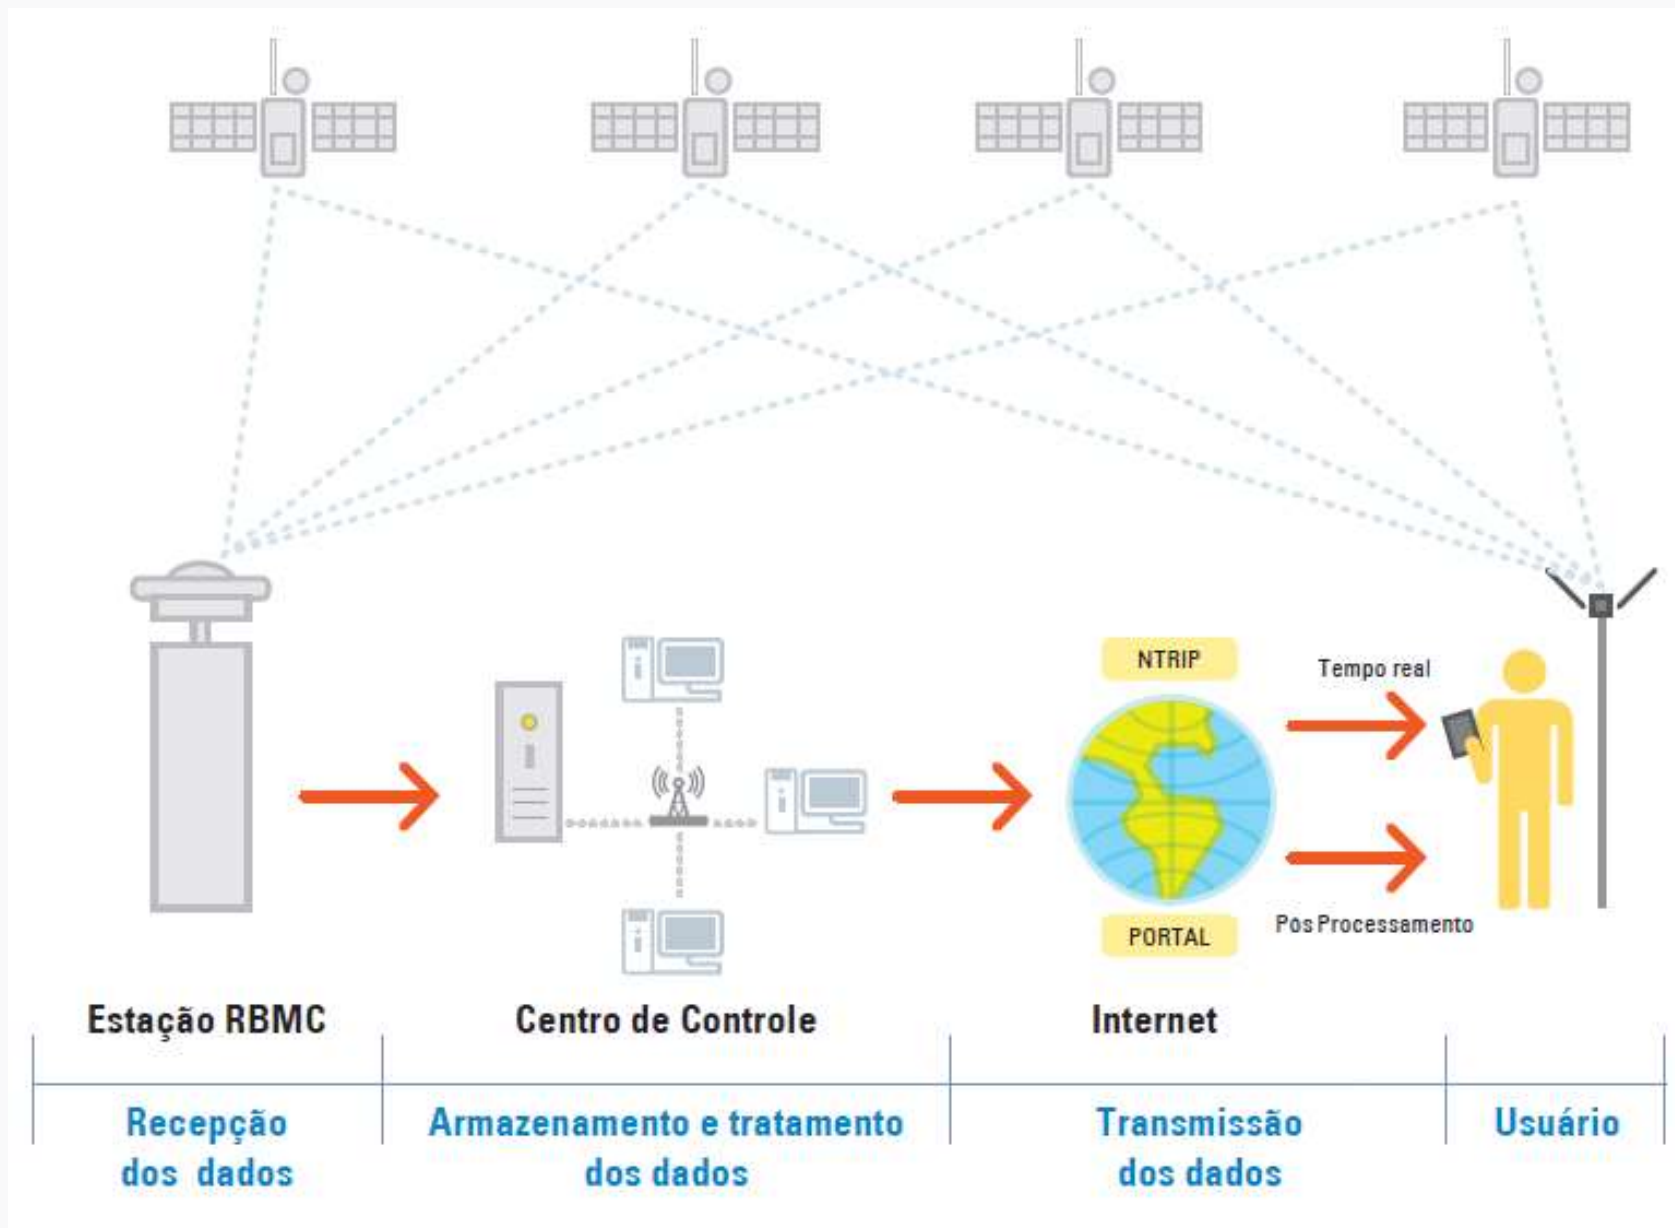 NTRIP
Tempo real
PORTAL
Pós Processamento
Estação RBMC
Centro de Controle
Internet
Recepção
dos dados
Armazenamento e tratamento
dos dados
Transmissão
dos dados
Usuário